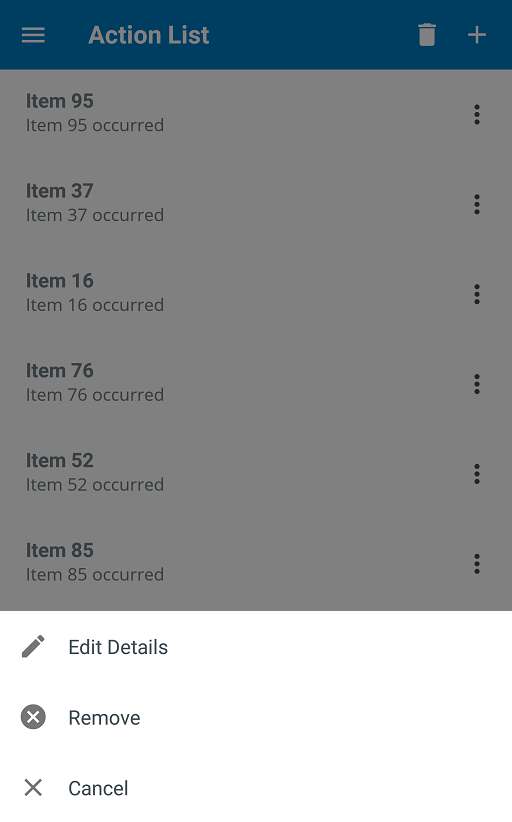 Action List
Item 95
Item 95 occurred
Item 37
Item 37 occurred
Item 16
Item 16 occurred
Item 76
Item 76 occurred
Item 52
Item 52 occurred
Item 85
Item 85 occurred
Edit Details
Remove
Cancel